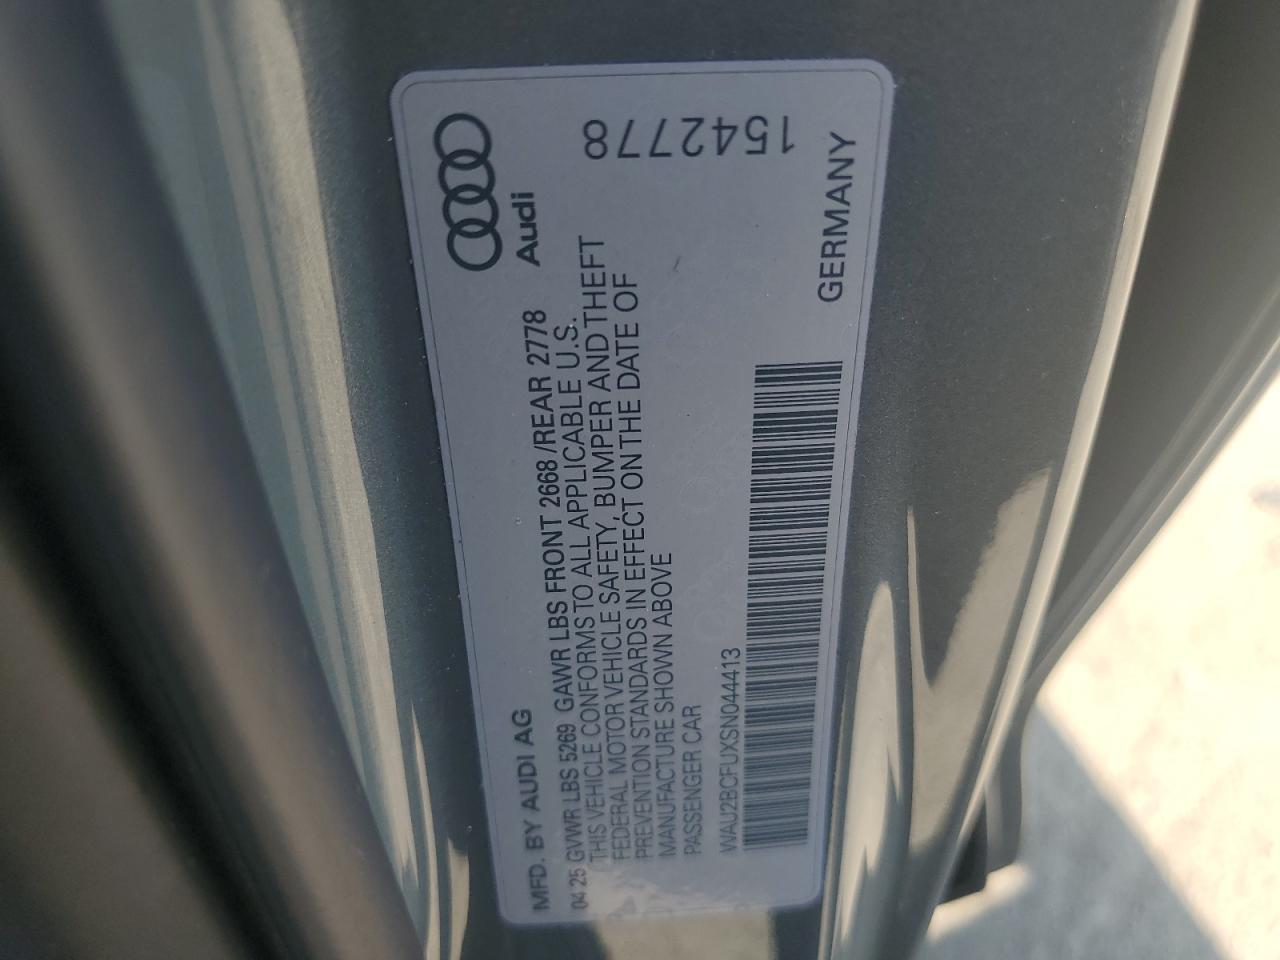 Audi
1542778
GERMANY
MFD. BY AUDI AG
04 25 GVWR LBS 5269 GAWR LBS FRONT 2668 /REAR 2778
THIS VEHICLE CONFORMS TO ALL APPLICABLE U.S.
FEDERAL MOTOR VEHICLE SAFETY, BUMPER AND THEFT
PREVENTION STANDARDS IN EFFECT ON THE DATE OF
MANUFACTURE SHOWN ABOVE
PASSENGER CAR
WAU2BCFUXSN044413